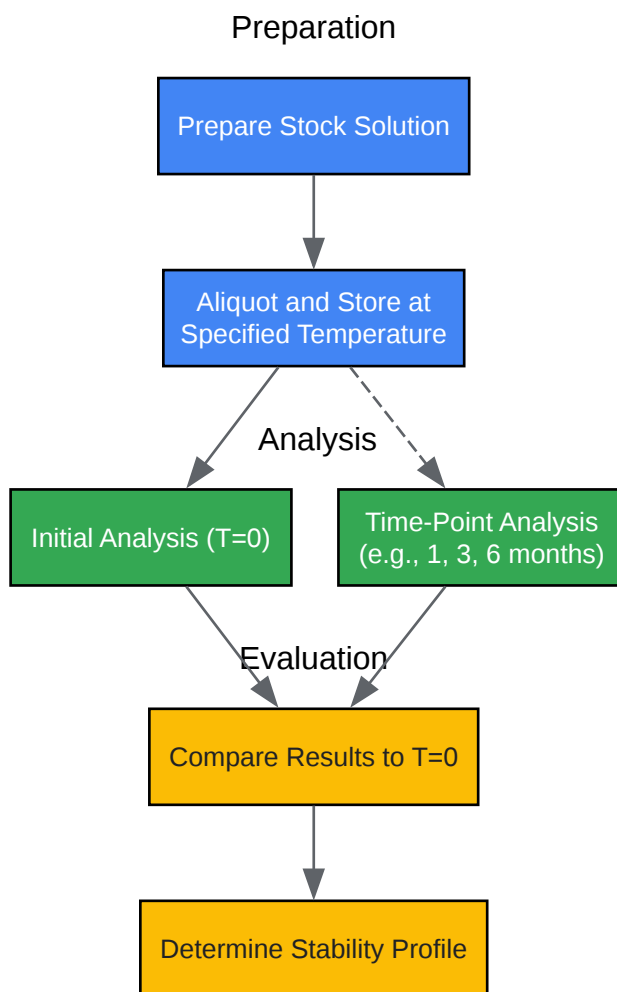 Preparation
Prepare Stock Solution
Aliquot and Store at
Specified Temperature
Analysis
Initial Analysis (T=0)
Time-Point Analysis
(e.g., 1, 3, 6 months)
Evaluation
Compare Results to T=0
Determine Stability Profile